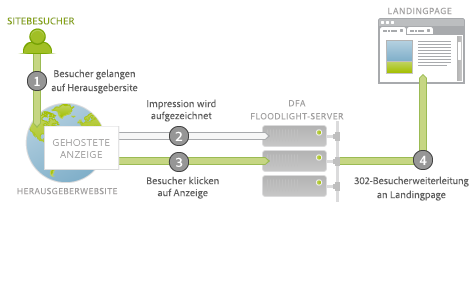 SITEBESUCHER
1
Besucher gelangen
auf Herausgebersite
GEHOSTETE
ANZEIGE
HERAUSGEBERWEBSITE
Impression wird
aufgezeichnet
2
3
Besucher klicken
auf Anzeige
DFA
FLOODLIGHT-SERVER
LANDINGPAGE
4
302-Besucherweiterleitung
an Landingpage